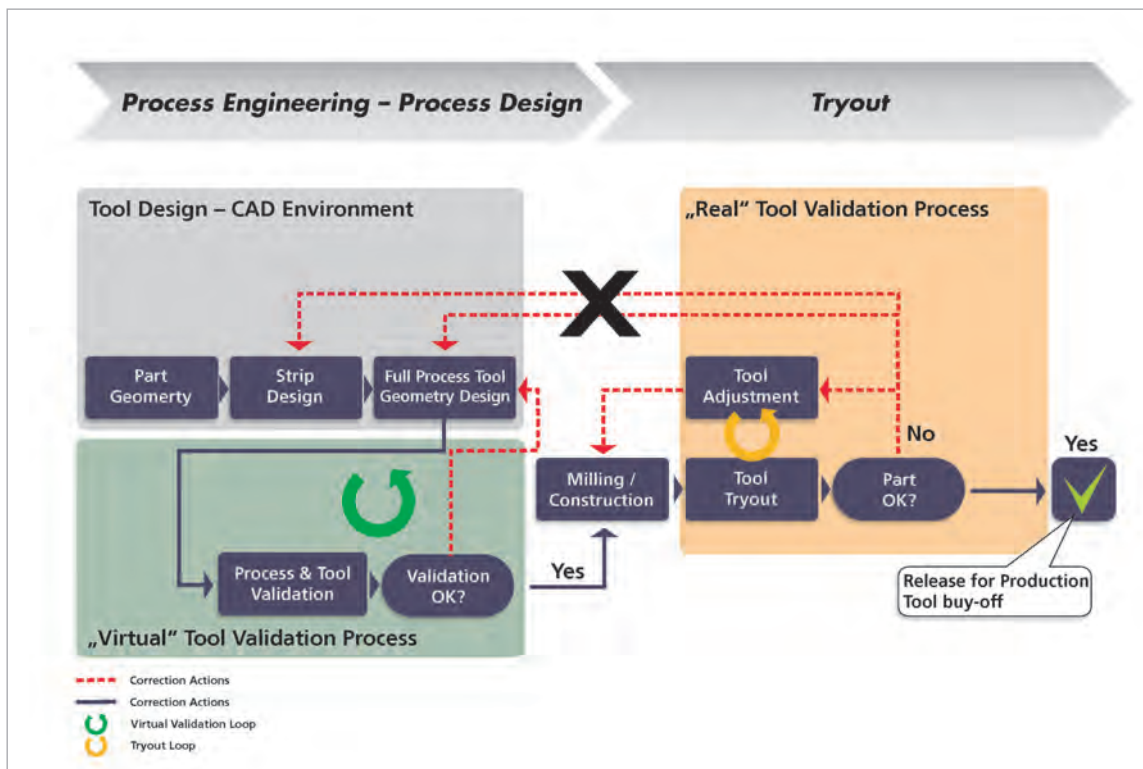 Process Engineering – Process Design
Tryout
Tool Design – CAD Environment
„Real“ Tool Validation Process
Part
Geomerty
Strip
Design
Full Process Tool
Geometry Design
Tool
Adjustment
No
Yes
Milling /
Construction
Tool
Tryout
Part
OK?
Process & Tool
Validation
Validation
OK?
Yes
Release for Production
Tool buy-off
„Virtual“ Tool Validation Process
Correction Actions
Correction Actions
Virtual Validation Loop
Tryout Loop